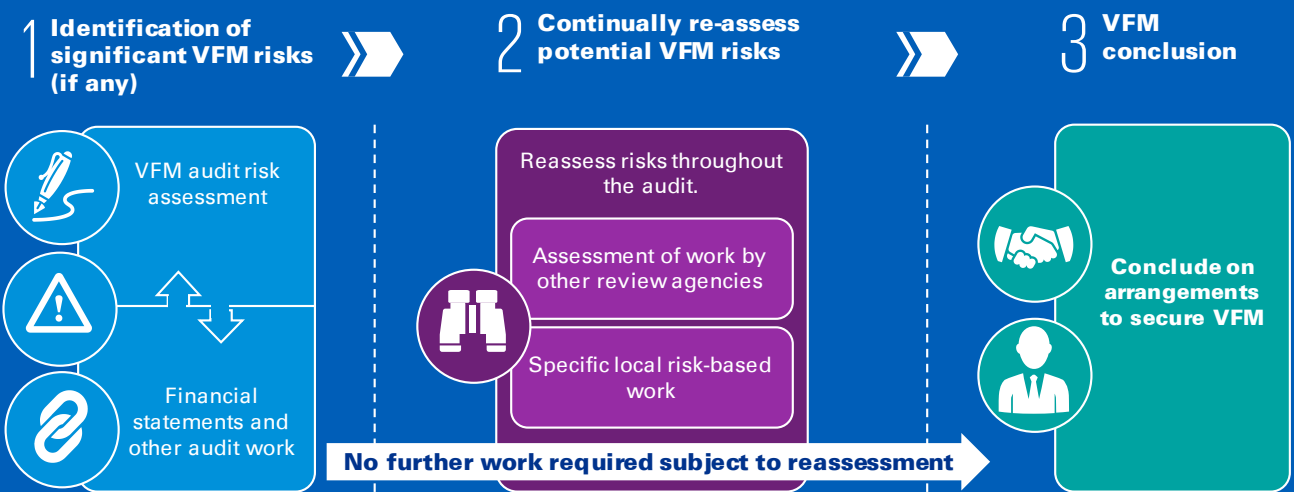 1
Identification of
significant VFM risks
(if any)
2
Continually re-assess
potential VFM risks
3
VFM
conclusion
VFM audit risk
assessment
Financial
statements and
other audit work
Reassess risks throughout
the audit.
Assessment of work by
other review agencies
Specific local risk-based
work
Conclude on
arrangements
to secure VFM
No further work required subject to reassessment